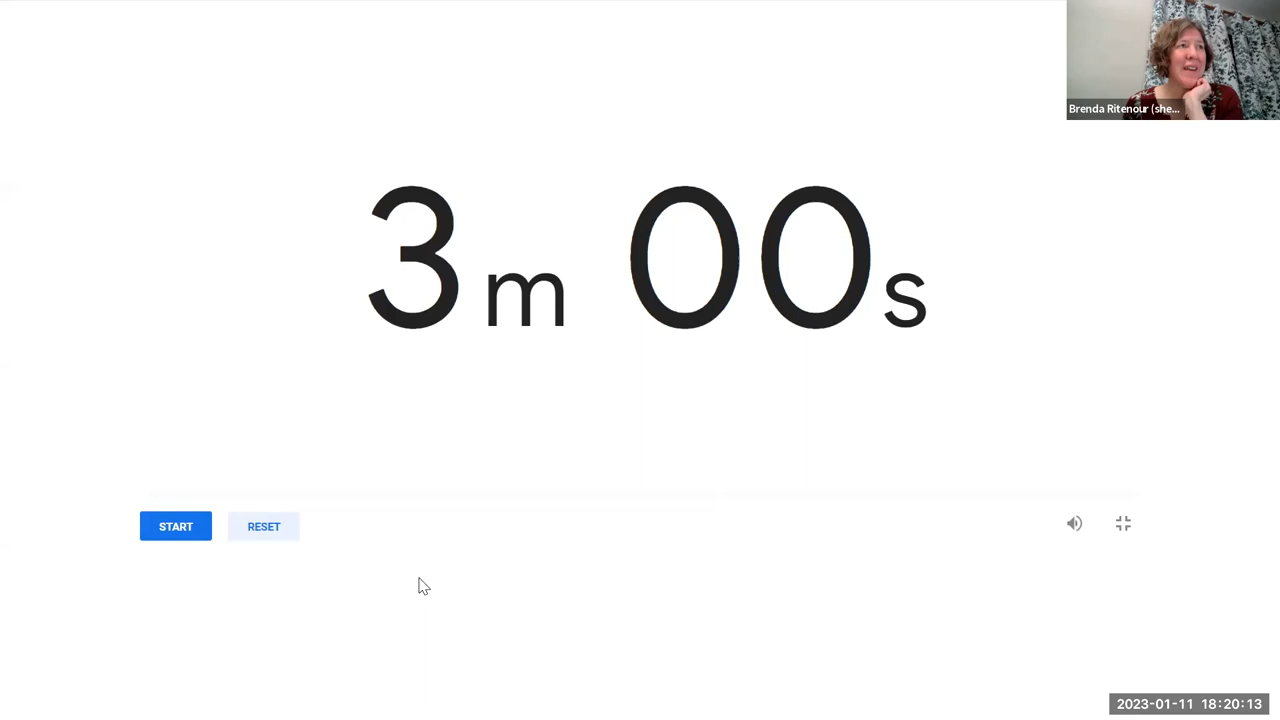 Brenda Ritenour (she...
3m 00s
START
RESET
2023-01-11 18:20:13